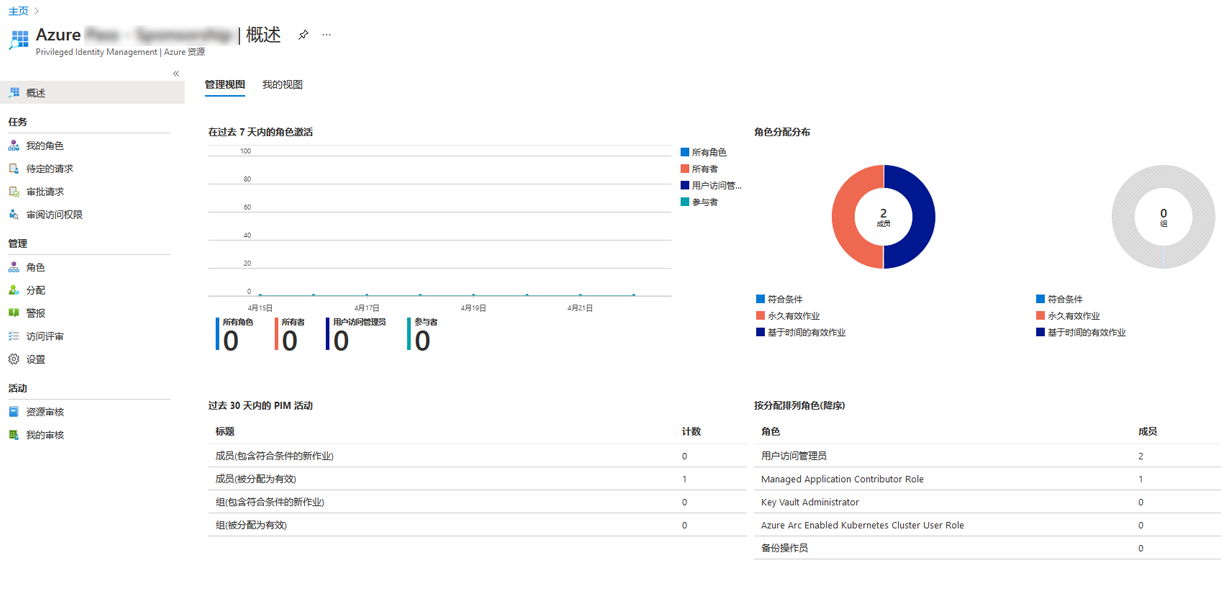 主页
Azure | 概述
Privileged Identity Management | Azure 资源
概述
任务
我的角色
待定的请求
审批请求
审阅访问权限
管理
角色
分配
警报
访问评审
设置
活动
资源审核
我的审核
管理视图 我的视图
在过去 7 天内的角色激活
100
80
60
40
20
0
4月15日 4月17日 4月19日 4月21日
所有角色
所有者
用户访问管...
参与者
所有角色 所有者 用户访问管理员 参与者
0 0 0 0
角色分配分布
2
成员
符合条件
永久有效作业
基于时间的有效作业
0
组
符合条件
永久有效作业
基于时间的有效作业
过去 30 天内的 PIM 活动
标题 计数
成员(包含符合条件的新作业) 0
成员(被分配为有效) 1
组(包含符合条件的新作业) 0
组(被分配为有效) 0
按分配排列角色(降序)
角色 成员
用户访问管理员 2
Managed Application Contributor Role 1
Key Vault Administrator 0
Azure Arc Enabled Kubernetes Cluster User Role 0
备份操作员 0